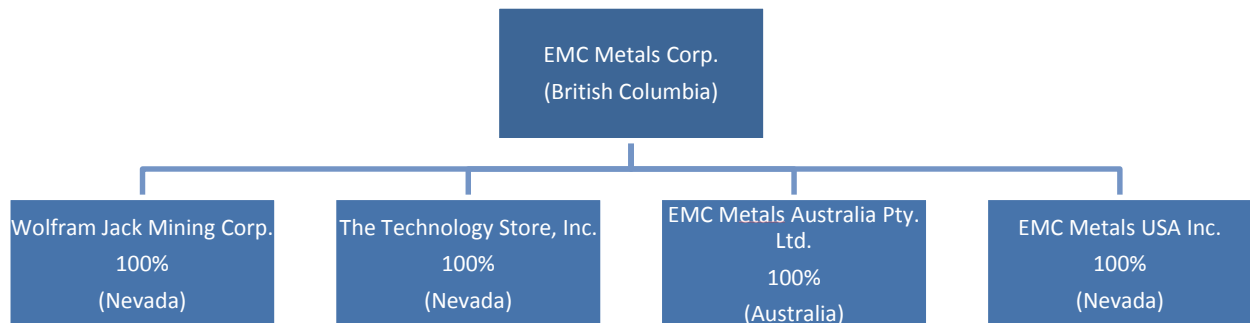 EMC Metals Corp.
(British Columbia)
Wolfram Jack Mining Corp.
100%
(Nevada)
The Technology Store, Inc.
100%
(Nevada)
EMC Metals Australia Pty.
Ltd.
100%
(Australia)
EMC Metals USA Inc.
100%
(Nevada)